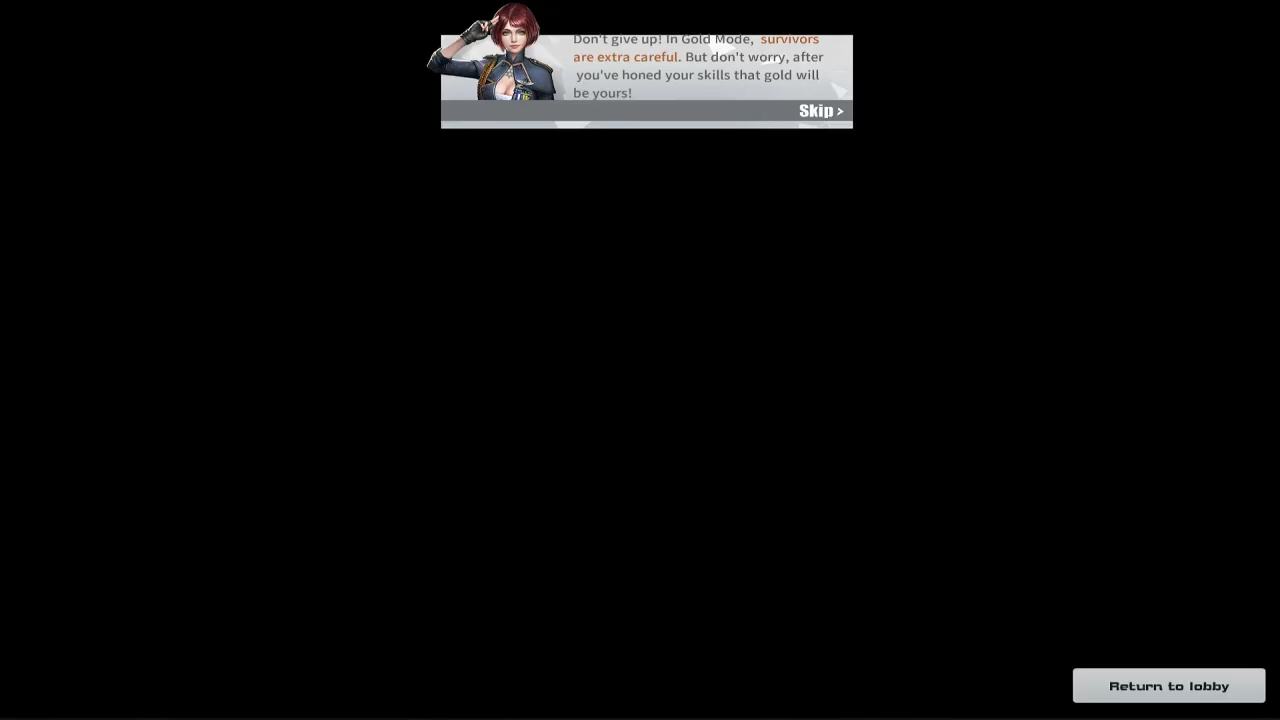 Don't give up! In Gold Mode, survivors
are extra careful. But don't worry, after
you've honed your skills that gold will
be yours!
Skip >
Return to lobby